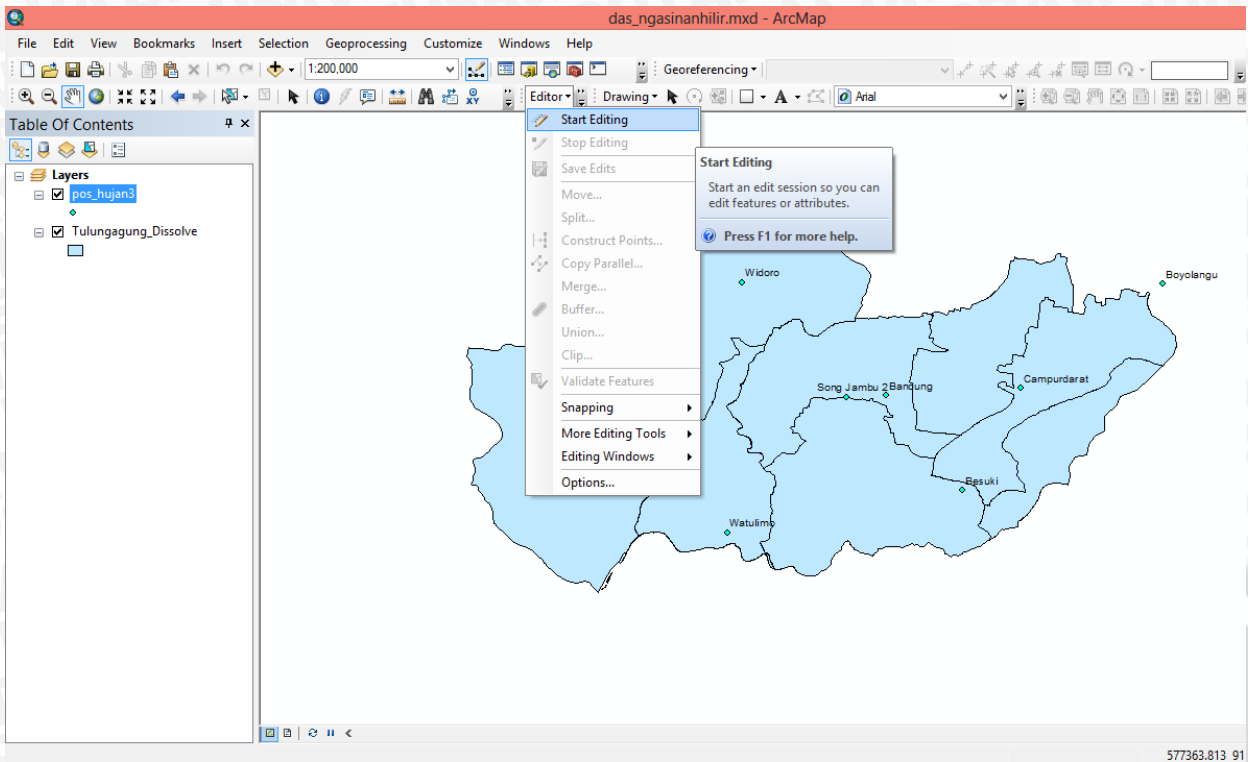 das_ngasinanhilir.mxd - ArcMap
File Edit View Bookmarks Insert Selection Geoprocessing Customize Windows Help
1:200,000 Georeferencing
Editor Drawing Arial
Table Of Contents
Layers
pos_hujan3
Tulungagung_Dissolve
Start Editing
Stop Editing
Save Edits
Move...
Split...
Construct Points...
Copy Parallel...
Merge...
Buffer...
Union...
Clip...
Validate Features
Snapping
More Editing Tools
Editing Windows
Options...
Start Editing
Start an edit session so you can
edit features or attributes.
Press F1 for more help.
Widoro
Boyolangu
Song Jambu 2
Bandung
Campurdarat
Besuki
Watulimo
577363.813 91